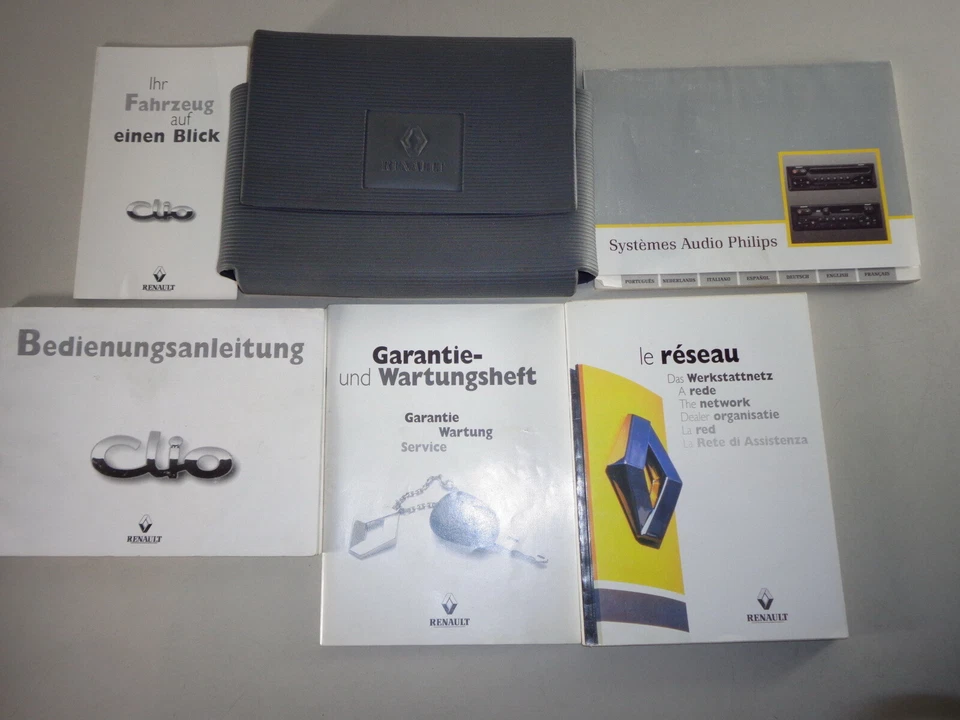 Ihr
Fahrzeug
auf
einen Blick
Clio
RENAULT
RENAULT
Systèmes Audio Philips
PORTUGUÊS NEDERLANDS ITALIANO ESPAÑOL DEUTSCH ENGLISH FRANÇAIS
Bedienungsanleitung
Clio
RENAULT
Garantie-
und Wartungsheft
Garantie
Wartung
Service
RENAULT
le réseau
Das Werkstattnetz
A rede
The network
Dealer organisatie
La red
La Rete di Assistenza
RENAULT